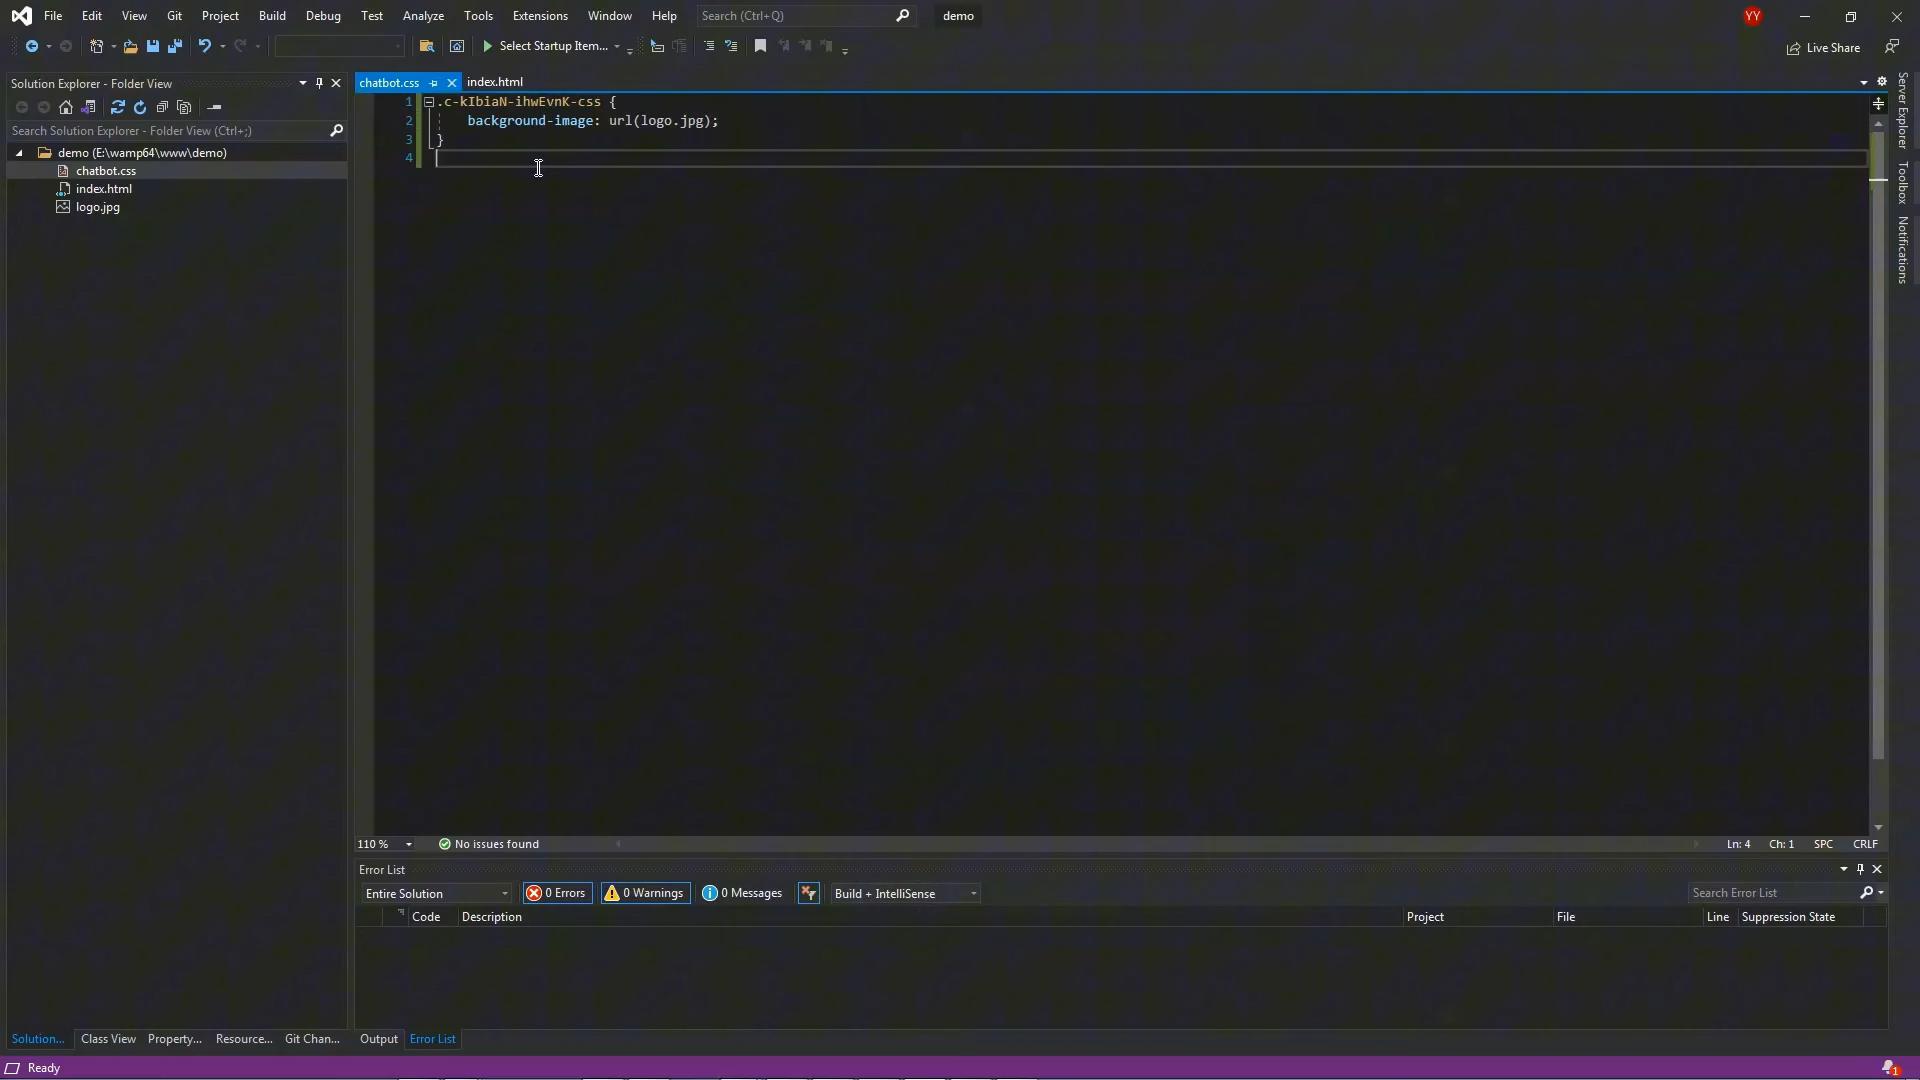 File Edit View Git Project Build Debug Test Analyze Tools Extensions Window Help Search (Ctrl+Q) demo YY
Select Startup Item... Live Share
Solution Explorer - Folder View
Search Solution Explorer - Folder View (Ctrl+;)
demo (E:\wamp64\www\demo)
chatbot.css
index.html
logo.jpg
chatbot.css index.html
1 .c-kIbiaN-ihwEvnK-css {
2 background-image: url(logo.jpg);
3 }
4
Server Explorer
Toolbox
Notifications
110 % No issues found Ln: 4 Ch: 1 SPC CRLF
Error List
Entire Solution 0 Errors 0 Warnings 0 Messages Build + IntelliSense Search Error List
Code Description Project File Line Suppression State
Solution... Class View Property... Resource... Git Chan... Output Error List
Ready 1